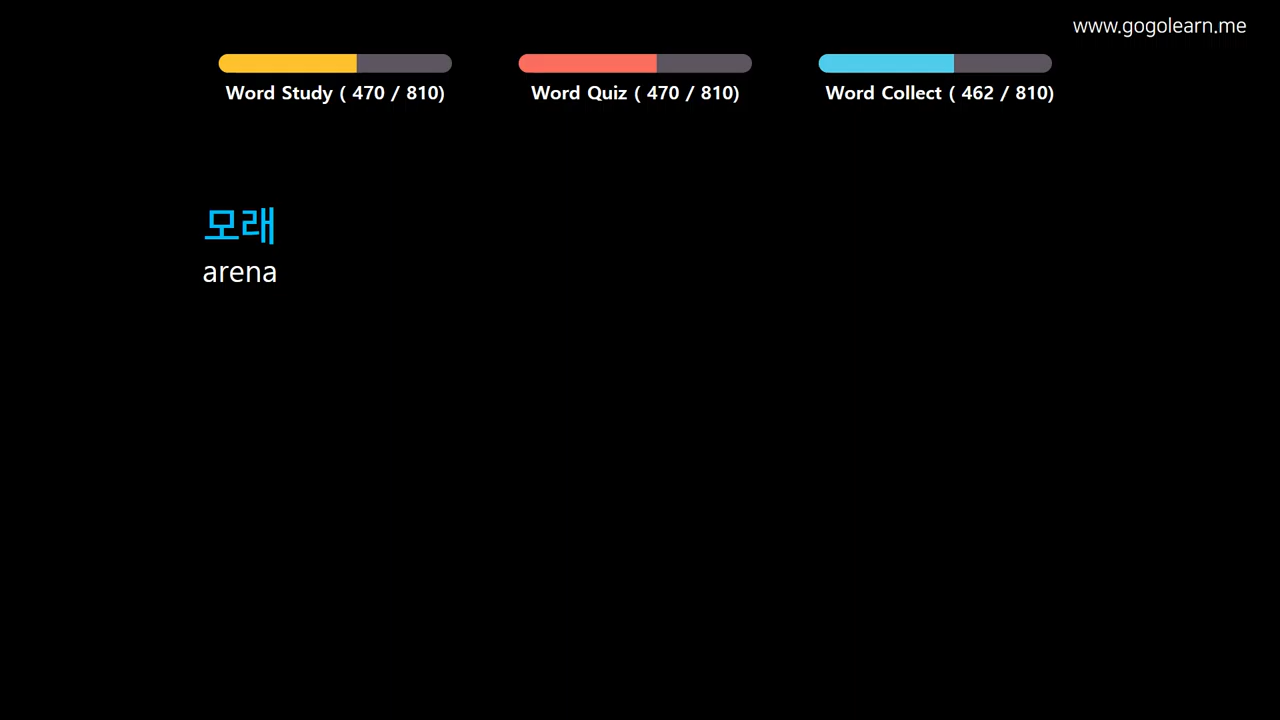 www.gogolearn.me
Word Study ( 470 / 810)
Word Quiz ( 470 / 810)
Word Collect ( 462 / 810)
모래
arena